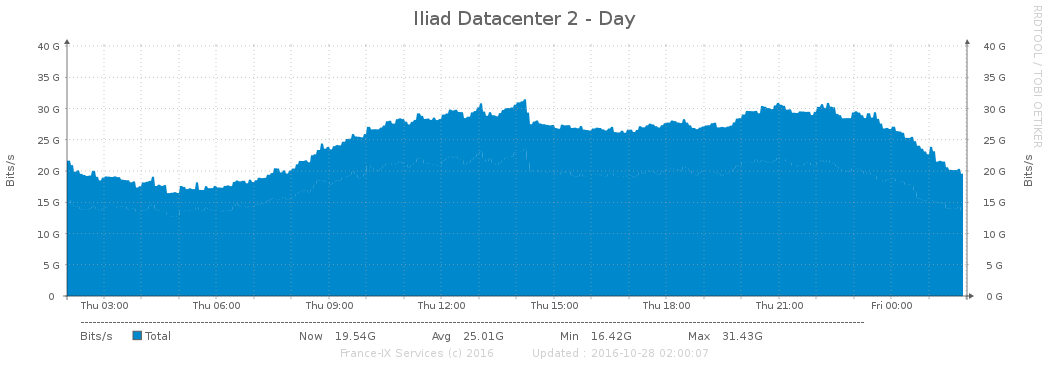 Iliad Datacenter 2 - Day
RRDTOOL / TOBI OETIKER
Bits/s
Bits/s
40 G 40 G
35 G 35 G
30 G 30 G
25 G 25 G
20 G 20 G
15 G 15 G
10 G 10 G
5 G 5 G
0 0 G
Thu 03:00 Thu 06:00 Thu 09:00 Thu 12:00 Thu 15:00 Thu 18:00 Thu 21:00 Fri 00:00
Bits/s Total Now 19.54G Avg 25.01G Min 16.42G Max 31.43G
France-IX Services (c) 2016 Updated : 2016-10-28 02:00:07